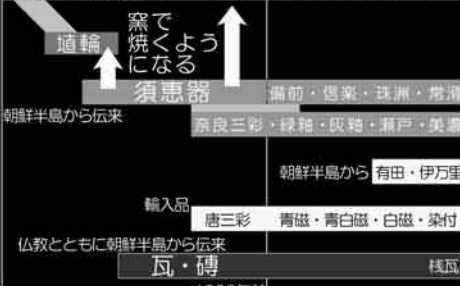 窯で
埴輪
焼くよう
になる
須恵器
備前・信楽・珠洲・常滑
朝鮮半島から伝来
奈良三彩・緑釉・灰釉・瀬戸・美濃
朝鮮半島から
有田・伊万里
輸入品
唐三彩
青磁・青白磁・白磁・染付
仏教とともに朝鮮半島から伝来
瓦・磚
桟瓦